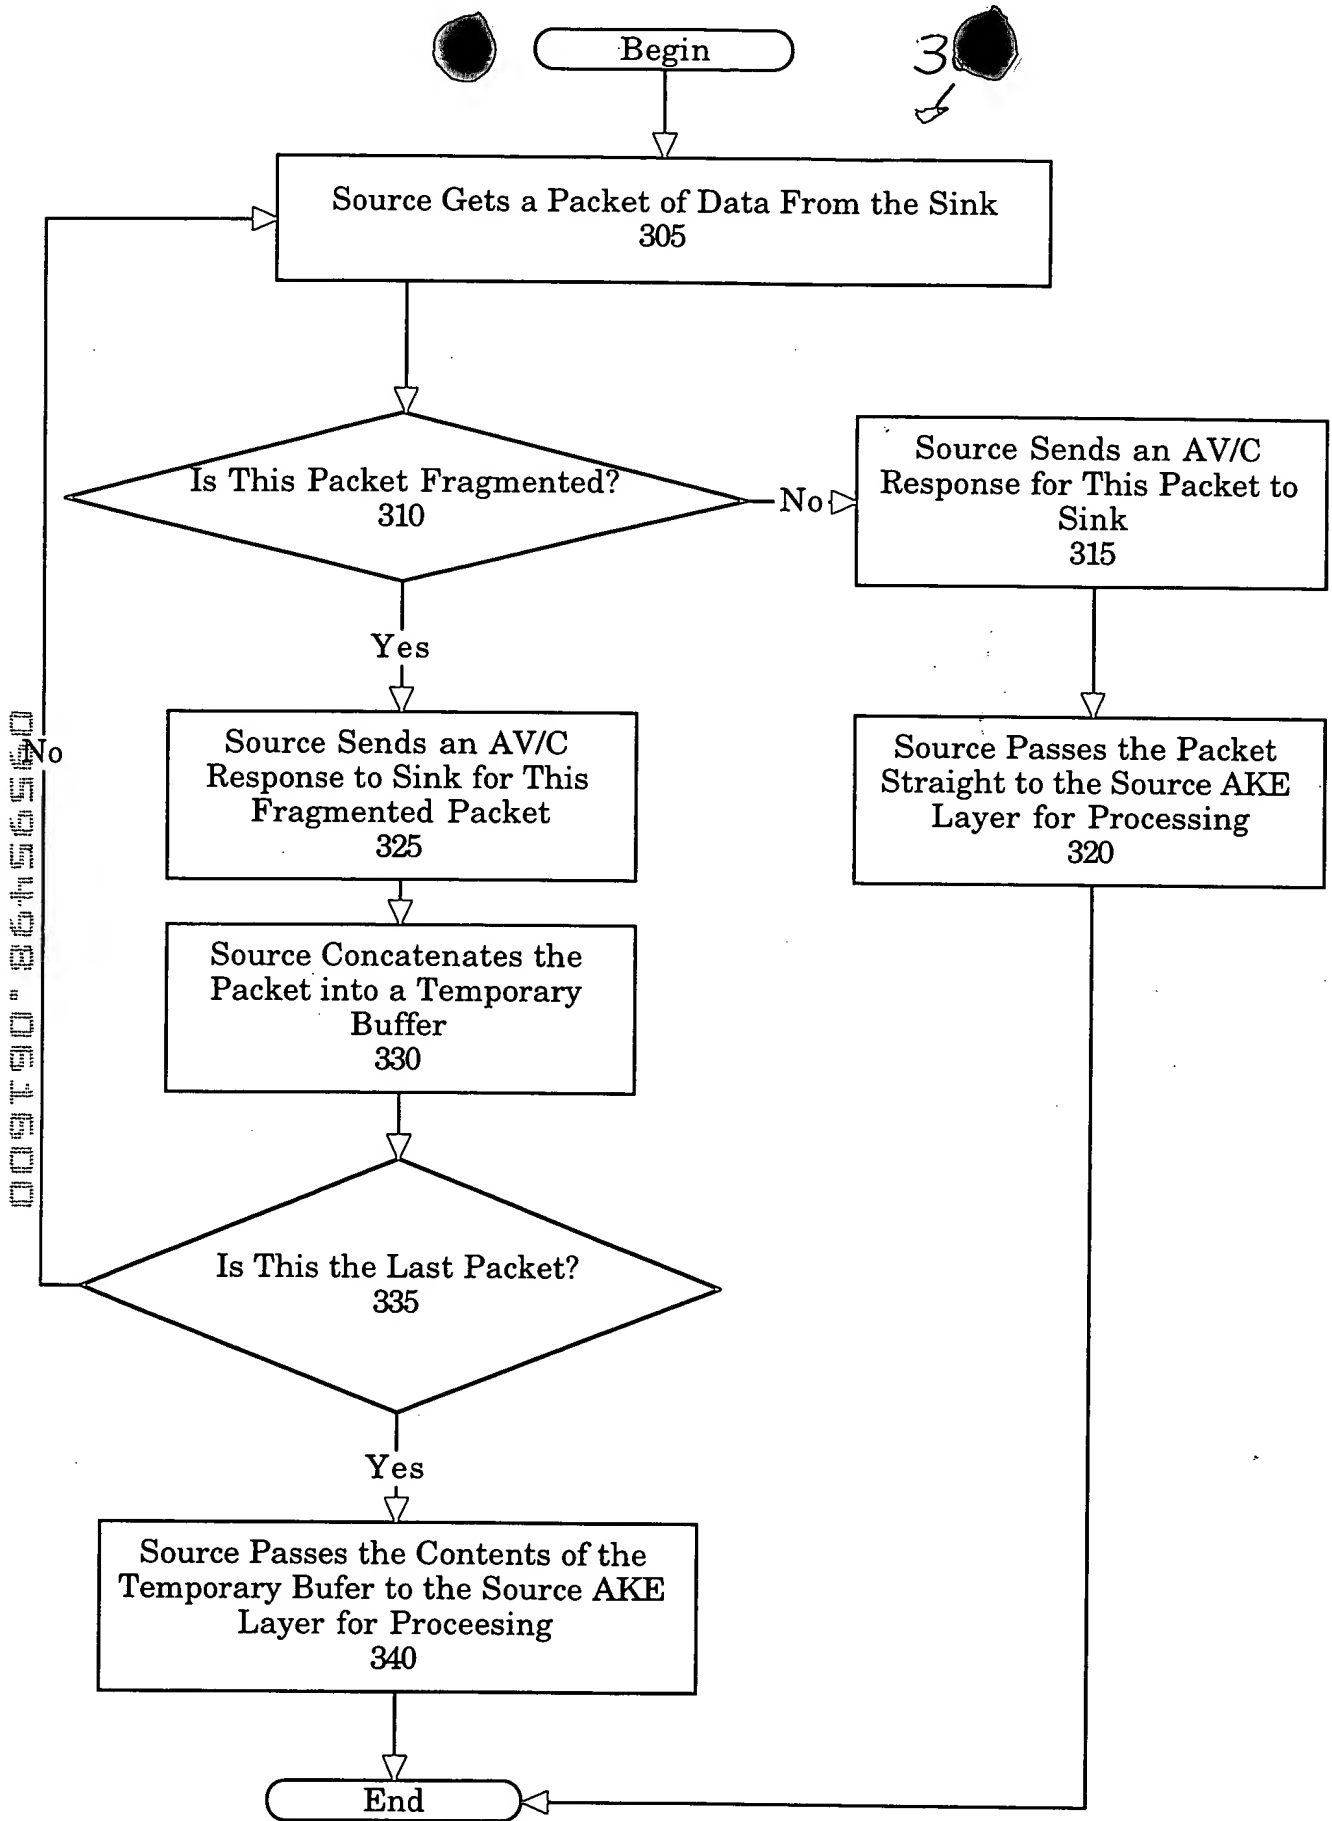 Begin
3
Source Gets a Packet of Data From the Sink
305
Is This Packet Fragmented?
310
No
Source Sends an AV/C
Response for This Packet to
Sink
315
Yes
Source Sends an AV/C
Response to Sink for This
Fragmented Packet
325
No
Source Passes the Packet
Straight to the Source AKE
Layer for Processing
320
Source Concatenates the
Packet into a Temporary
Buffer
330
Is This the Last Packet?
335
Yes
Source Passes the Contents of the
Temporary Bufer to the Source AKE
Layer for Proceesing
340
End